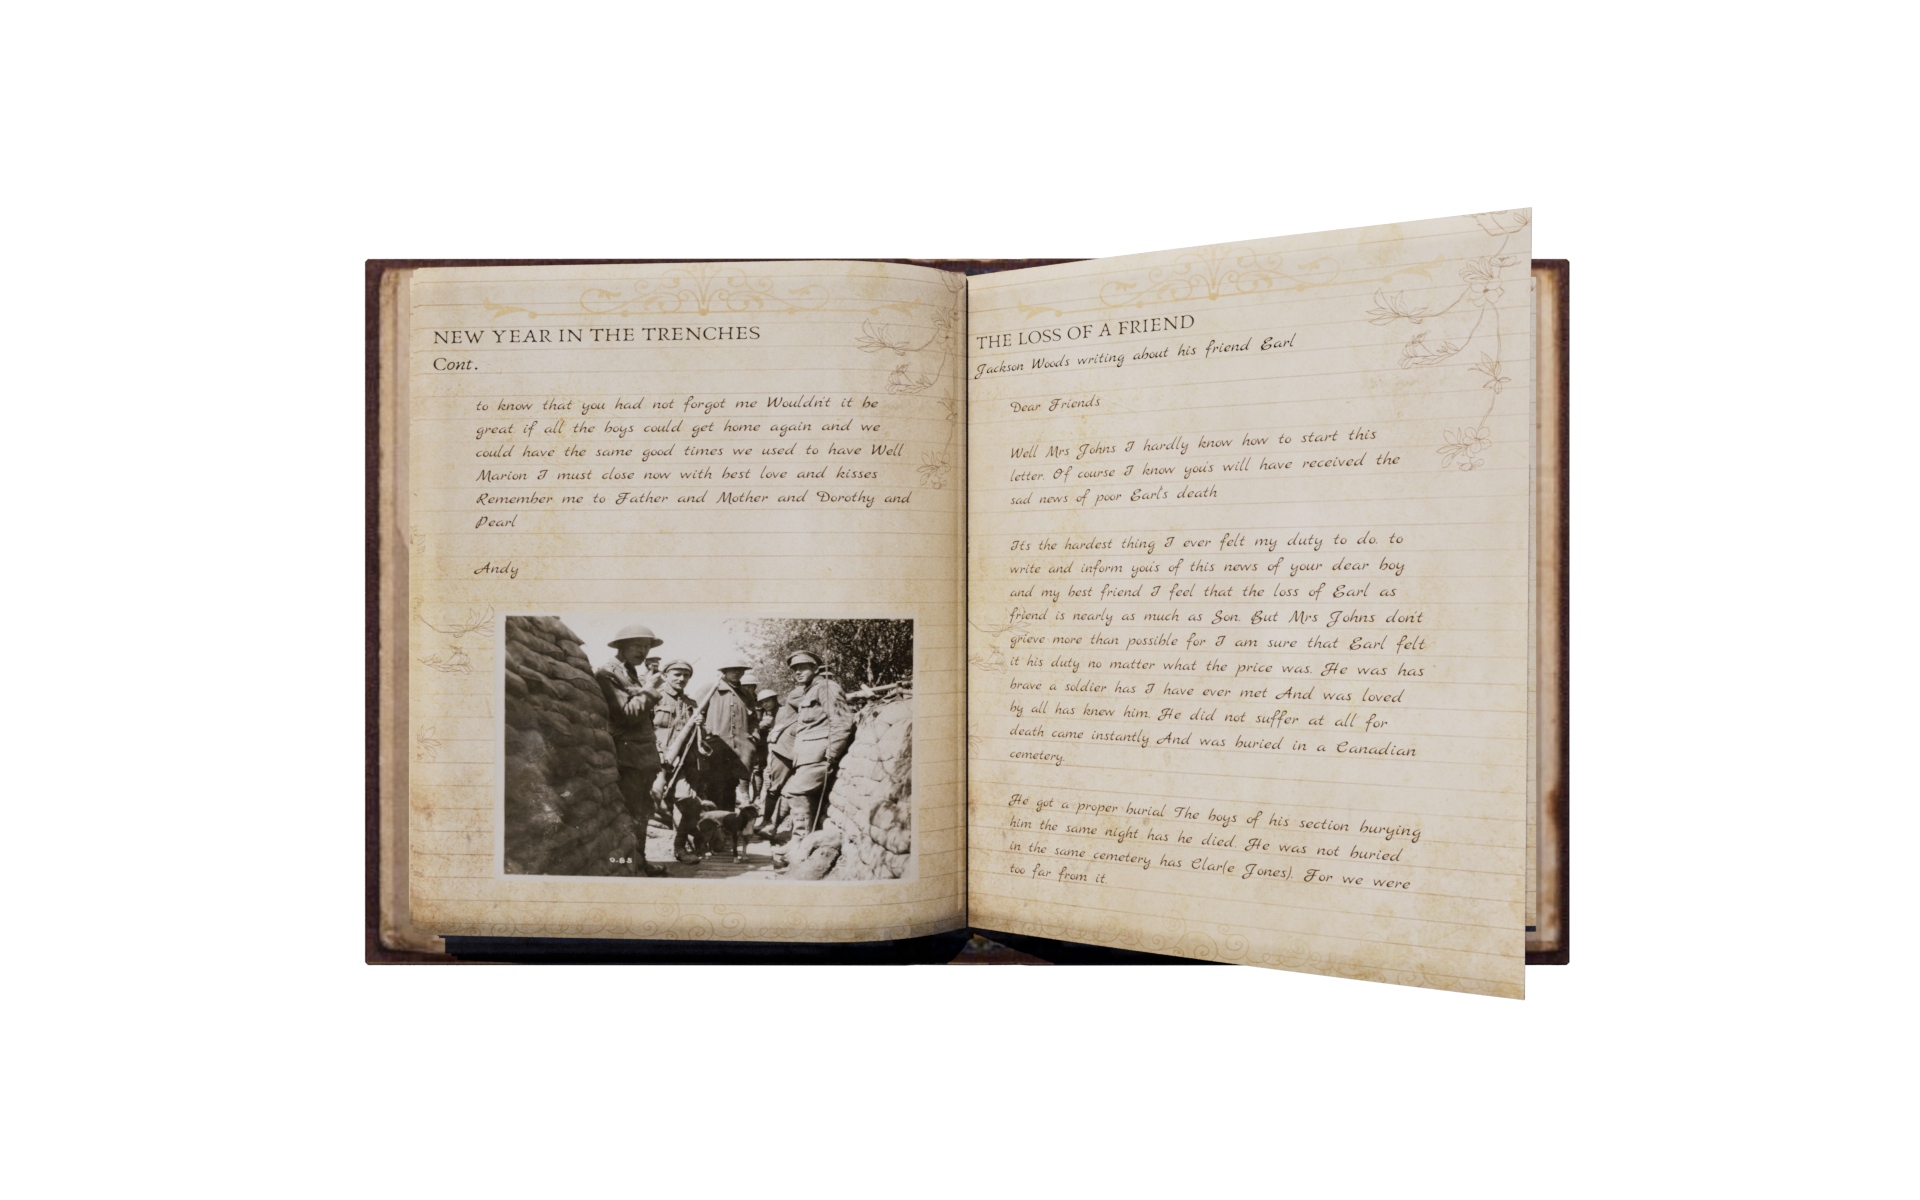 NEW YEAR IN THE TRENCHES
Cont.
to know that you had not forgot me Wouldn't it be
great if all the boys could get home again and we
could have the same good times we used to have Well
Marion I must close now with best love and kisses
Remember me to Father and Mother and Dorothy and
Pearl
Andy
0.88
THE LOSS OF A FRIEND
Jackson Woods writing about his friend Earl
Dear Friends
Well Mrs Johns I hardly know how to start this
letter. Of course I know you's will have received the
sad news of poor Earl's death
It's the hardest thing I ever felt my duty to do. to
write and inform you's of this news of your dear boy
and my best friend I feel that the loss of Earl as
friend is nearly as much as Son. But Mrs Johns don't
grieve more than possible for I am sure that Earl felt
it his duty no matter what the price was. He was has
brave a soldier has I have ever met And was loved
by all has knew him. He did not suffer at all for
death came instantly And was buried in a Canadian
cemetery.
He got a proper burial The boys of his section burying
him the same night has he died. He was not buried
in the same cemetery has Clar(e Jones). For we were
too far from it.